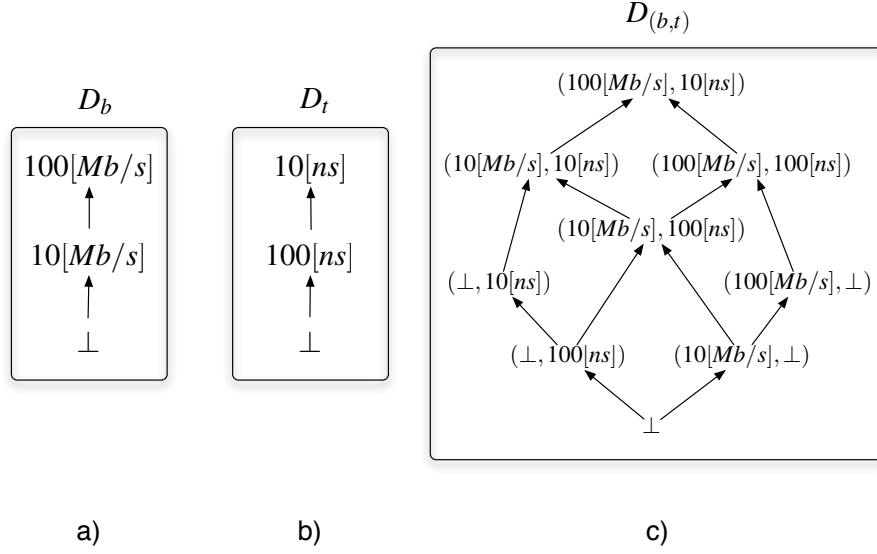 D_b
100[Mb/s]
10[Mb/s]
⊥
a)
D_t
10[ns]
100[ns]
⊥
b)
D_(b,t)
(100[Mb/s], 10[ns])
(10[Mb/s], 10[ns]) (100[Mb/s], 100[ns])
(10[Mb/s], 100[ns])
(⊥, 10[ns]) (100[Mb/s], ⊥)
(⊥, 100[ns]) (10[Mb/s], ⊥)
⊥
c)